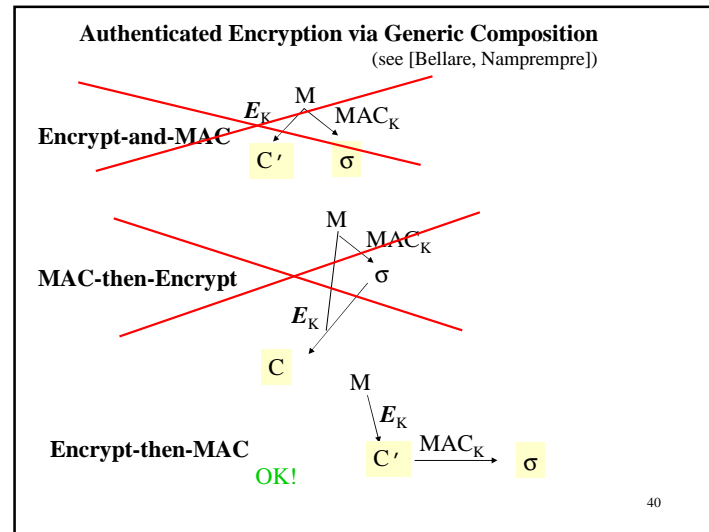 Authenticated Encryption via Generic Composition
(see [Bellare, Namprempre])
M
E_K
MAC_K
Encrypt-and-MAC
C′
σ
M
MAC_K
MAC-then-Encrypt
σ
E_K
C
M
E_K
Encrypt-then-MAC
C′
MAC_K
σ
OK!
40